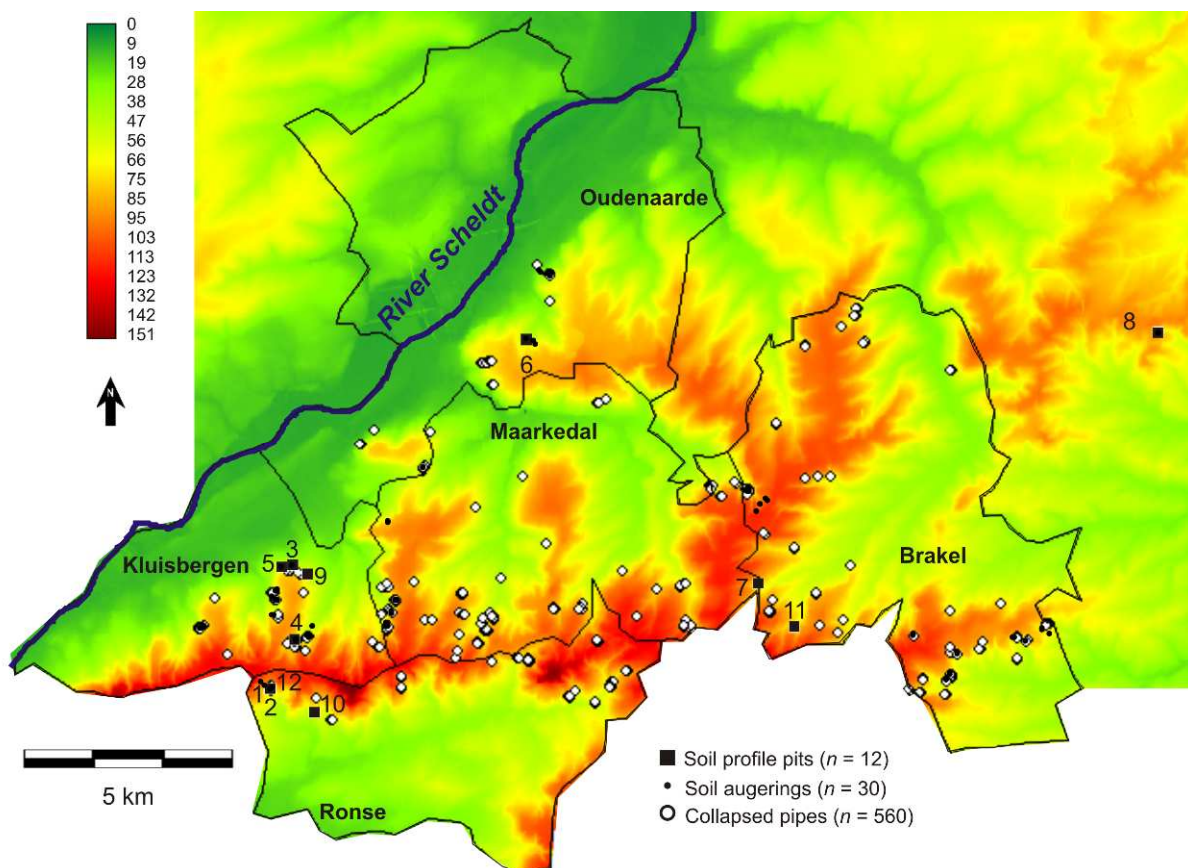 0
9
19
28
38
47
57
66
75
85
95
103
113
123
132
142
151
N
River Scheldt
Oudenaarde
8
6
Maarkedal
Kluisbergen
5
3
9
4
Brakel
7
11
1
12
2
10
5 km
Ronse
Soil profile pits (n = 12)
Soil augerings (n = 30)
Collapsed pipes (n = 560)